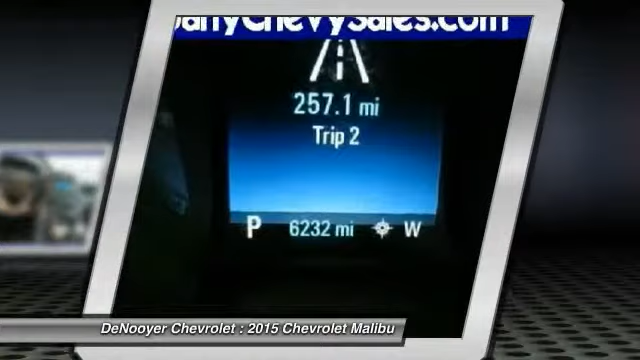 257.1 mi
Trip 2
P 6232 mi W
DeNooyer Chevrolet : 2015 Chevrolet Malibu